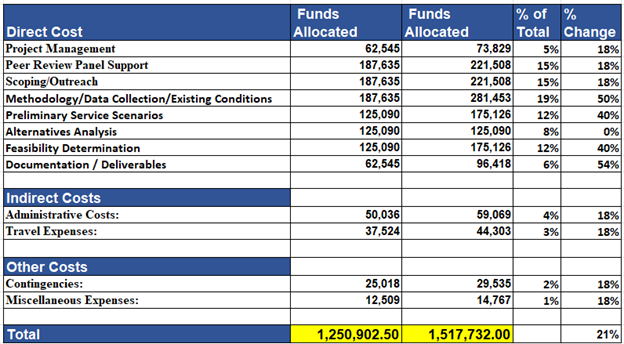 Direct Cost Funds Allocated Funds Allocated % of Total % Change
Project Management 62,545 73,829 5% 18%
Peer Review Panel Support 187,635 221,508 15% 18%
Scoping/Outreach 187,635 221,508 15% 18%
Methodology/Data Collection/Existing Conditions 187,635 281,453 19% 50%
Preliminary Service Scenarios 125,090 175,126 12% 40%
Alternatives Analysis 125,090 125,090 8% 0%
Feasibility Determination 125,090 175,126 12% 40%
Documentation / Deliverables 62,545 96,418 6% 54%
Indirect Costs
Administrative Costs: 50,036 59,069 4% 18%
Travel Expenses: 37,524 44,303 3% 18%
Other Costs
Contingencies: 25,018 29,535 2% 18%
Miscellaneous Expenses: 12,509 14,767 1% 18%
Total 1,250,902.50 1,517,732.00 21%